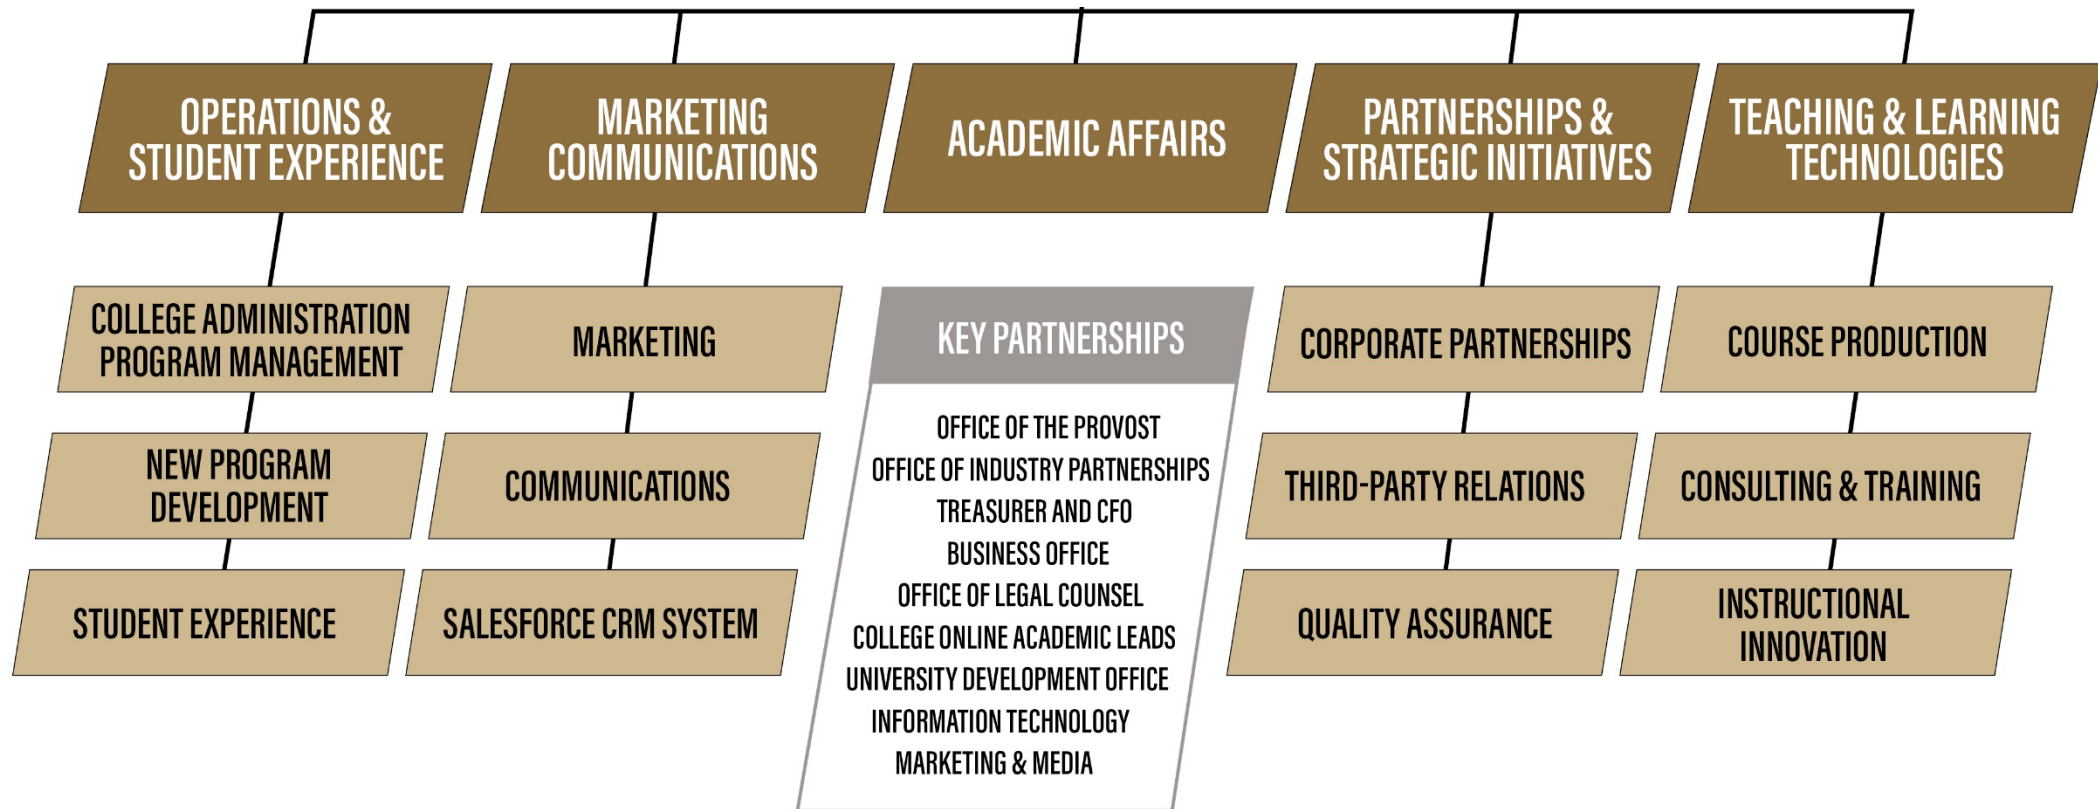 OPERATIONS &
STUDENT EXPERIENCE
MARKETING
COMMUNICATIONS
ACADEMIC AFFAIRS
PARTNERSHIPS &
STRATEGIC INITIATIVES
TEACHING & LEARNING
TECHNOLOGIES
COLLEGE ADMINISTRATION
PROGRAM MANAGEMENT
NEW PROGRAM
DEVELOPMENT
STUDENT EXPERIENCE
MARKETING
COMMUNICATIONS
SALESFORCE CRM SYSTEM
KEY PARTNERSHIPS
OFFICE OF THE PROVOST
OFFICE OF INDUSTRY PARTNERSHIPS
TREASURER AND CFO
BUSINESS OFFICE
OFFICE OF LEGAL COUNSEL
COLLEGE ONLINE ACADEMIC LEADS
UNIVERSITY DEVELOPMENT OFFICE
INFORMATION TECHNOLOGY
MARKETING & MEDIA
CORPORATE PARTNERSHIPS
THIRD-PARTY RELATIONS
QUALITY ASSURANCE
COURSE PRODUCTION
CONSULTING & TRAINING
INSTRUCTIONAL
INNOVATION